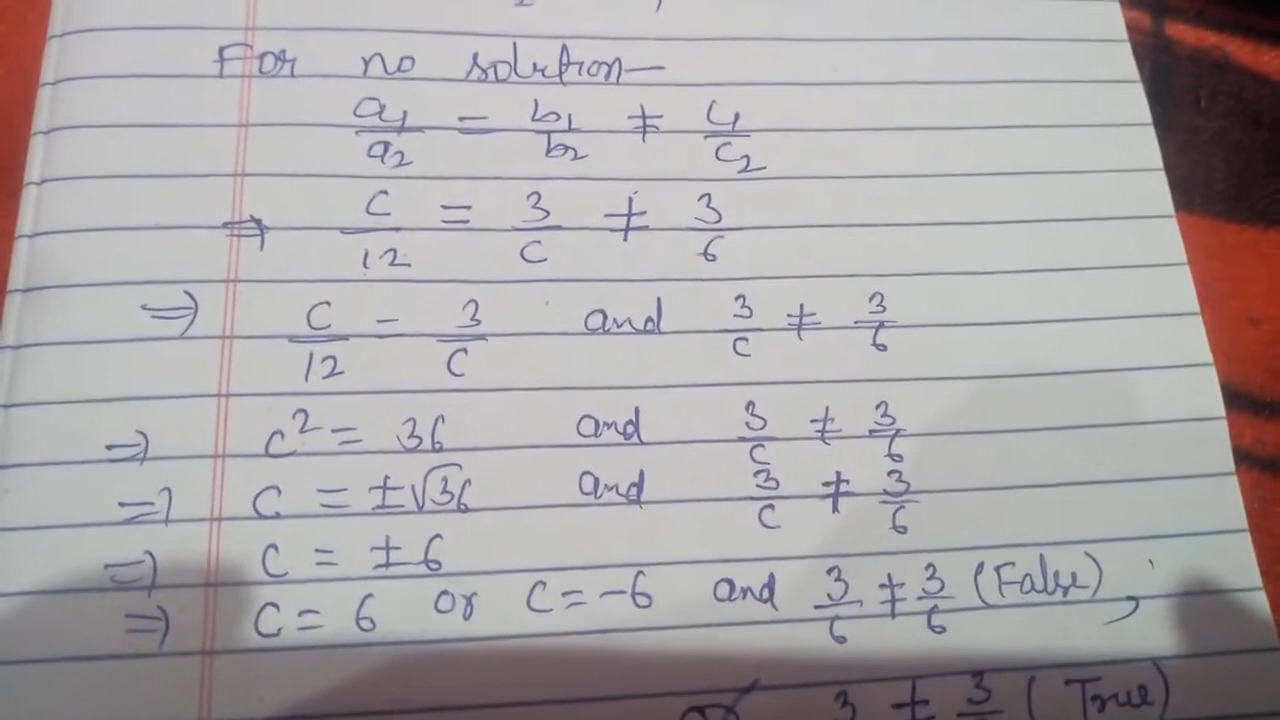 For no solution—
a₁/a₂ = b₁/b₂ ≠ c₁/c₂
⇒ c/12 = 3/c ≠ 3/6
⇒ c/12 = 3/c and 3/c ≠ 3/6
⇒ c² = 36 and 3/c ≠ 3/6
⇒ c = ±√36 and 3/c ≠ 3/6
⇒ c = ±6
⇒ c = 6 or c = -6 and 3/6 ≠ 3/6 (False),
3 ≠ 3 (True)